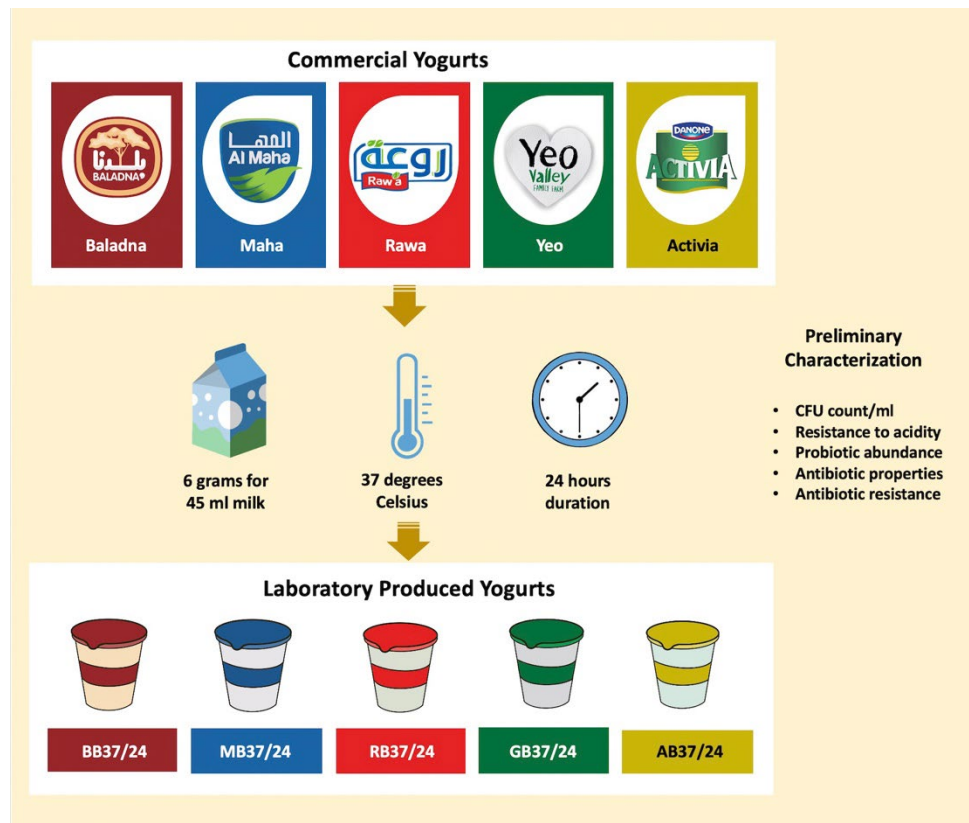 Commercial Yogurts
بلدنا
BALADNA
Baladna
المها
Al Maha
Maha
روعة
Rawa
Rawa
Yeo
Valley
FAMILY FARM
Yeo
DANONE
ACTIVIA
Activia
6 grams for
45 ml milk
37 degrees
Celsius
24 hours
duration
Preliminary
Characterization
• CFU count/ml
• Resistance to acidity
• Probiotic abundance
• Antibiotic properties
• Antibiotic resistance
Laboratory Produced Yogurts
BB37/24
MB37/24
RB37/24
GB37/24
AB37/24